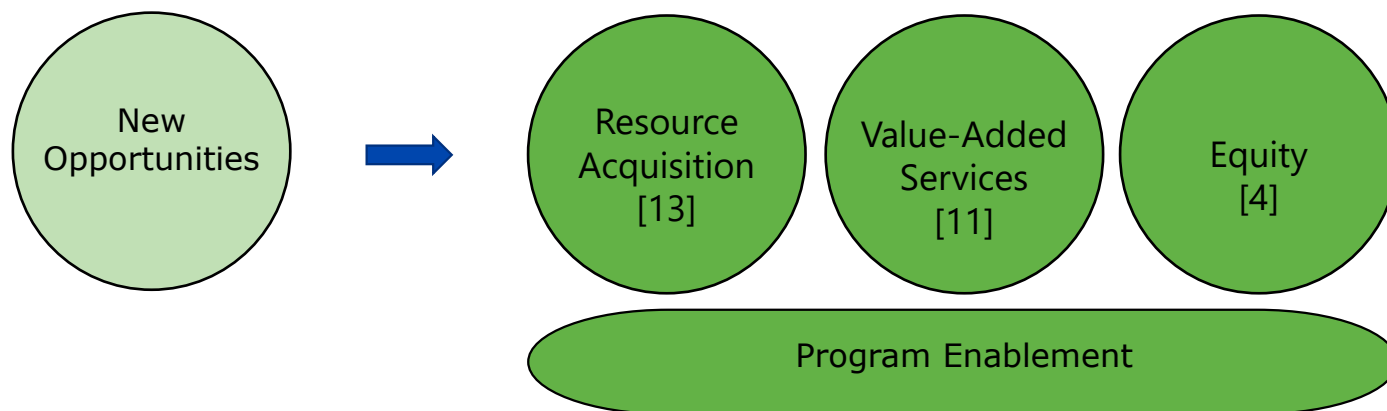 New
Opportunities
Resource
Acquisition
[13]
Value-Added
Services
[11]
Equity
[4]
Program Enablement